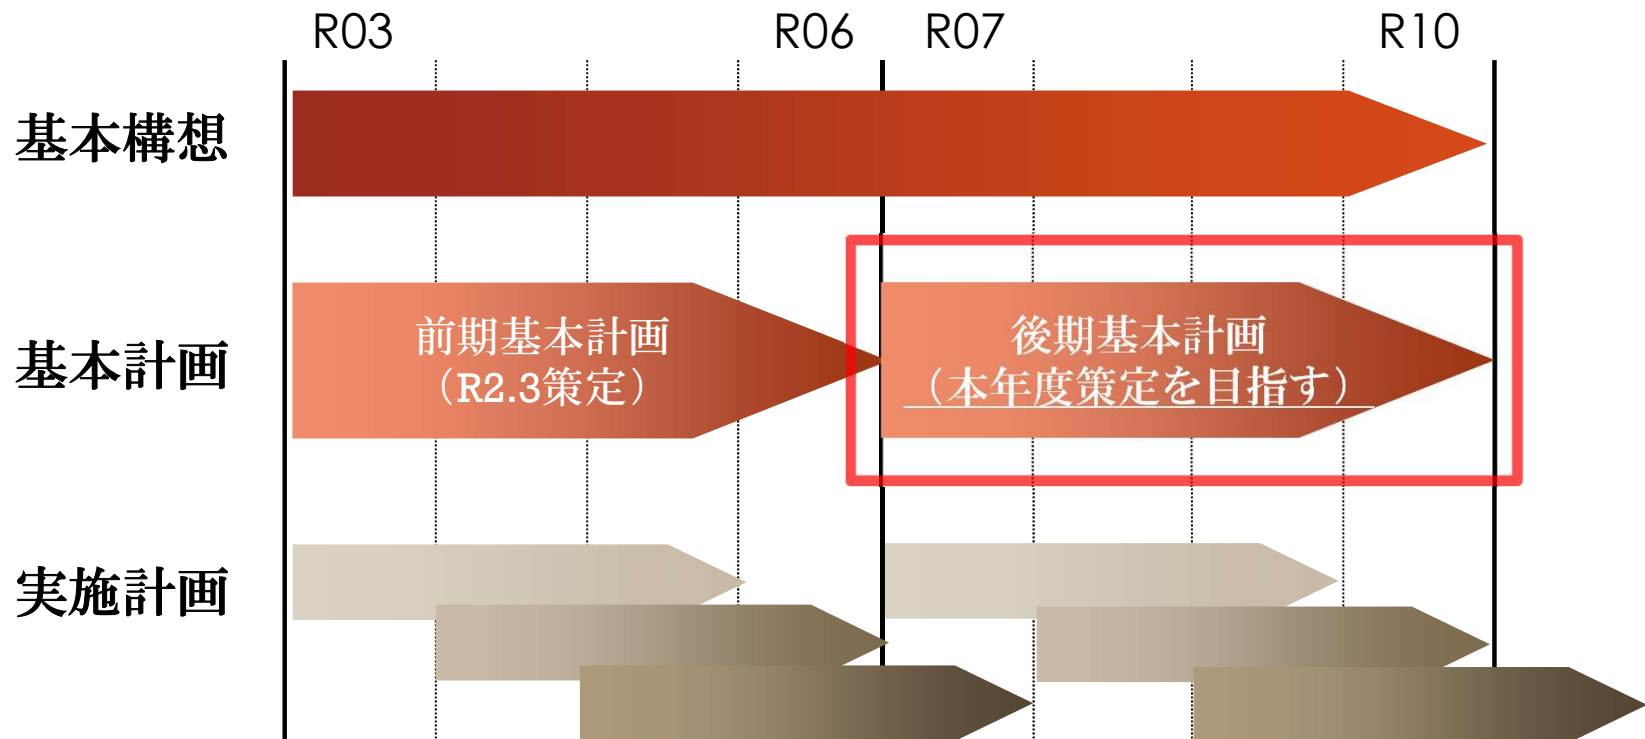 R03 R06 R07 R10
基本構想
基本計画
前期基本計画
（R2.3策定）
後期基本計画
（本年度策定を目指す）
実施計画